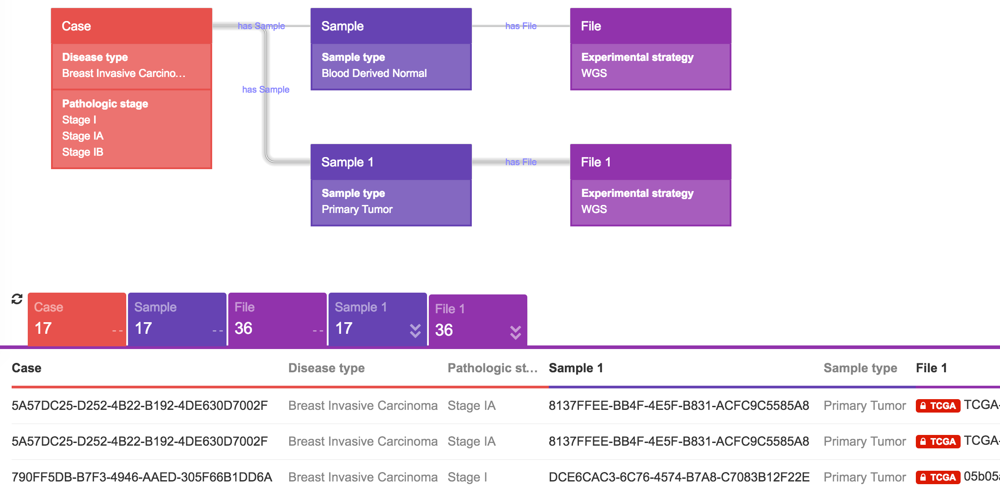 Case
Disease type
Breast Invasive Carcino...
Pathologic stage
Stage I
Stage IA
Stage IB
has Sample
has Sample
Sample
Sample type
Blood Derived Normal
has File
File
Experimental strategy
WGS
Sample 1
Sample type
Primary Tumor
has File
File 1
Experimental strategy
WGS
Case
17 --
Sample
17 --
File
36 --
Sample 1
17
File 1
36
Case Disease type Pathologic st... Sample 1 Sample type File 1
5A57DC25-D252-4B22-B192-4DE630D7002F Breast Invasive Carcinoma Stage IA 8137FFEE-BB4F-4E5F-B831-ACFC9C5585A8 Primary Tumor TCGA TCGA-
5A57DC25-D252-4B22-B192-4DE630D7002F Breast Invasive Carcinoma Stage IA 8137FFEE-BB4F-4E5F-B831-ACFC9C5585A8 Primary Tumor TCGA TCGA-
790FF5DB-B7F3-4946-AAED-305F66B1DD6A Breast Invasive Carcinoma Stage I DCE6CAC3-6C76-4574-B7A8-C7083B12F22E Primary Tumor TCGA 05b05a